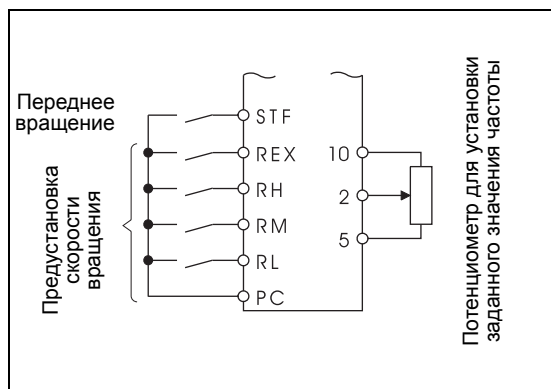 Переднее
вращение
Предустановка
скорости
вращения
STF
REX
RH
RM
RL
PC
10
2
5
Потенциометр для установки
заданного значения частоты